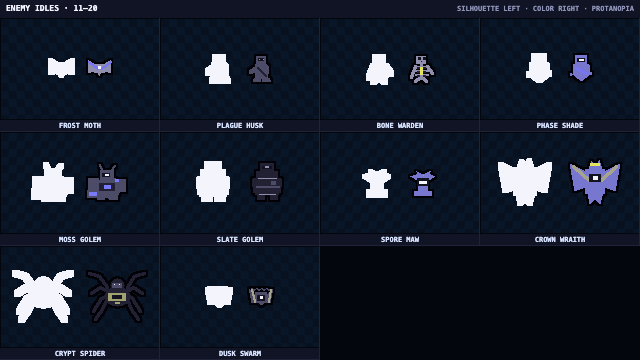 ENEMY IDLES · 11–20
SILHOUETTE LEFT · COLOR RIGHT · PROTANOPIA
FROST MOTH
PLAGUE HUSK
BONE WARDEN
PHASE SHADE
MOSS GOLEM
SLATE GOLEM
SPORE MAW
CROWN WRAITH
CRYPT SPIDER
DUSK SWARM